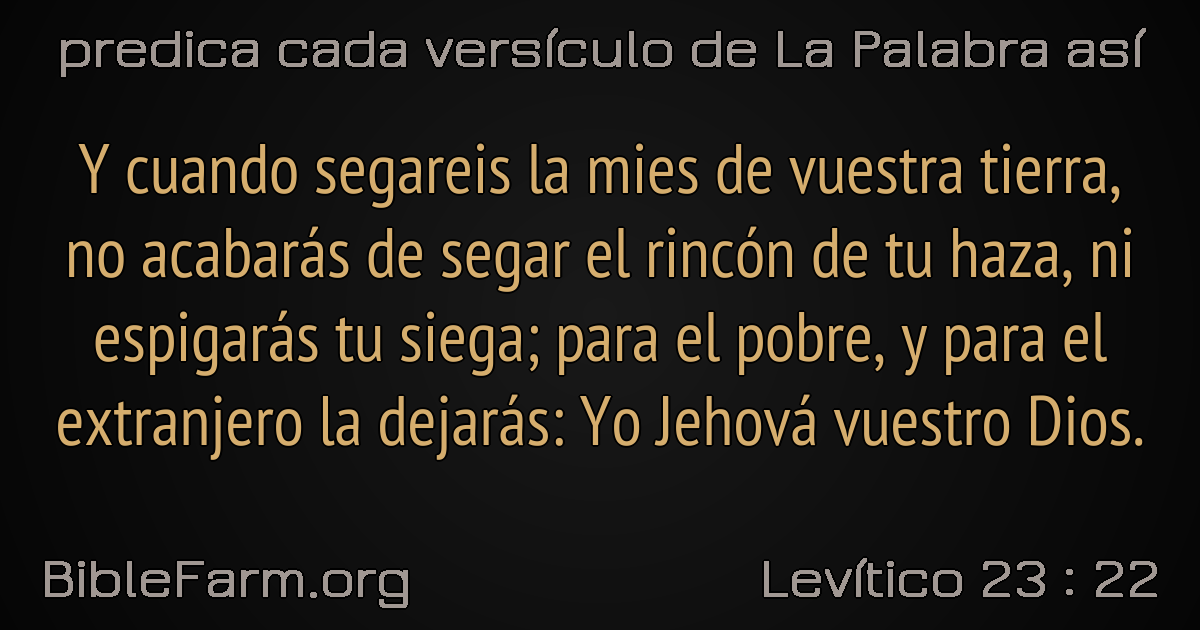 predica cada versículo de La Palabra así
Y cuando segareis la mies de vuestra tierra,
no acabarás de segar el rincón de tu haza, ni
espigarás tu siega; para el pobre, y para el
extranjero la dejarás: Yo Jehová vuestro Dios.
BibleFarm.org
Levítico 23 : 22